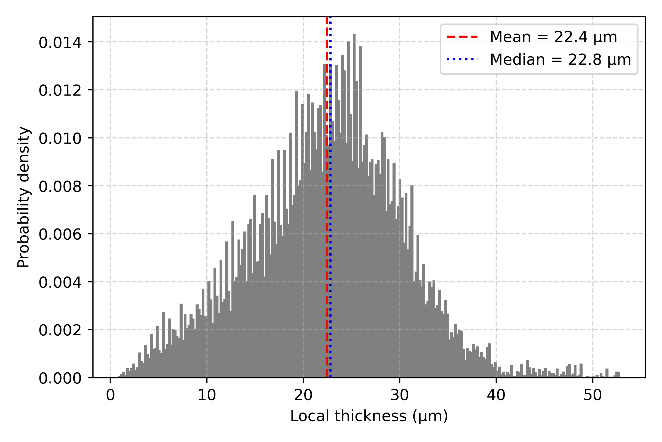 Mean = 22.4 μm
Median = 22.8 μm
0.014
0.012
0.010
0.008
0.006
0.004
0.002
0.000
Probability density
0 10 20 30 40 50
Local thickness (μm)